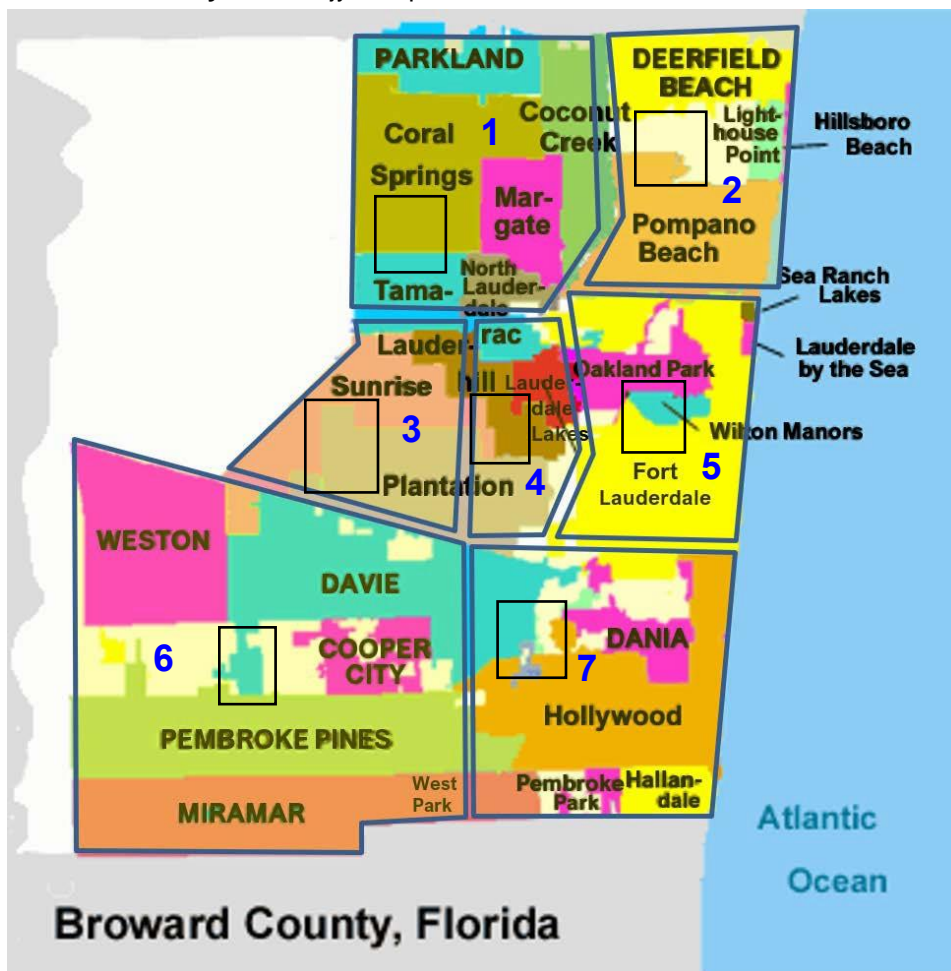 PARKLAND
DEERFIELD
BEACH
Coconut
Creek
1
Coral
Springs
Mar-
gate
Light-
house
Point
Hillsboro
Beach
2
Pompano
Beach
North
Lauder-
dale
Tama-
rac
Sea Ranch
Lakes
Lauder-
hill
Sunrise
Lauder-
dale
Lakes
Oakland Park
Lauderdale
by the Sea
3
Wilton Manors
4
5
Fort
Lauderdale
Plantation
WESTON
DAVIE
6
COOPER
CITY
DANIA
7
Hollywood
PEMBROKE PINES
West
Park
Pembroke
Park
Hallan-
dale
MIRAMAR
Atlantic
Ocean
Broward County, Florida